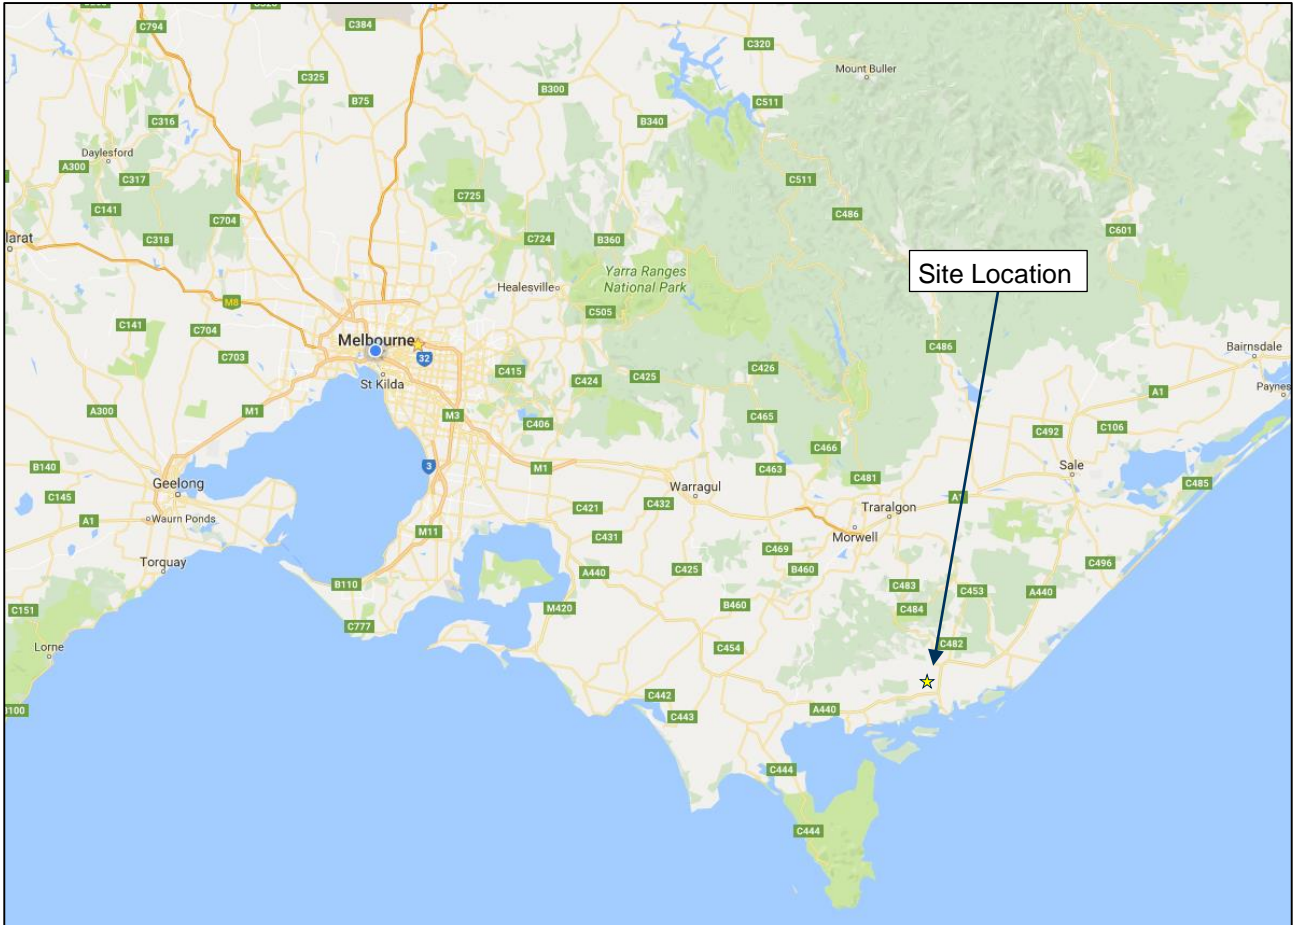 C794
C384
C320
Mount Buller
C325
B300
B75
C511
C316
B340
Daylesford
A300
C317
C511
C725
C141
C486
C704
C601
larat
C318
C724
B360
Site Location
Yarra Ranges
National Park
Healesville
M8
C505
C141
C704
Melbourne
C486
Bairnsdale
C703
32
St Kilda
C415
C426
C424
C425
Paynes
A1
A300
M1
M3
C465
C406
C492
C106
C466
B140
3
M1
C463
Sale
C481
Geelong
C485
Warragul
C145
A1
C432
C421
Traralgon
A1
Waurn Ponds
M11
C431
Morwell
C469
Torquay
C425
B460
C496
A440
B110
C483
C453
A440
C151
M420
B460
C484
C777
C482
Lorne
C454
C442
A440
B100
C443
C444
C444